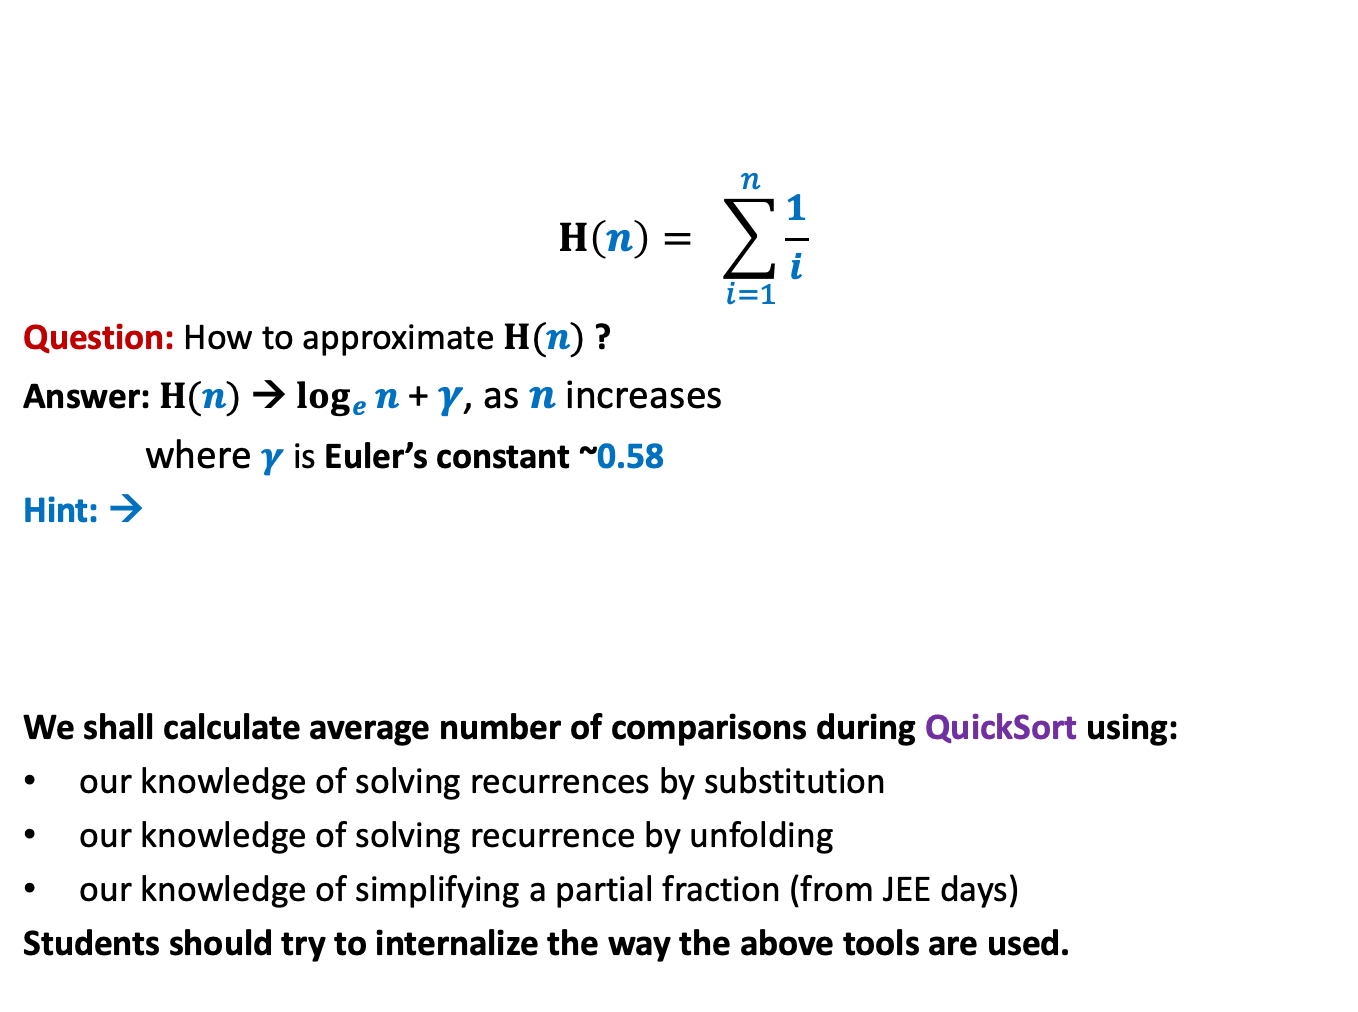 H(n) = ∑_{i=1}^{n} 1/i
Question: How to approximate H(n) ?
Answer: H(n) → log_e n + γ, as n increases
where γ is Euler’s constant ~0.58
Hint: →
We shall calculate average number of comparisons during QuickSort using:
• our knowledge of solving recurrences by substitution
• our knowledge of solving recurrence by unfolding
• our knowledge of simplifying a partial fraction (from JEE days)
Students should try to internalize the way the above tools are used.